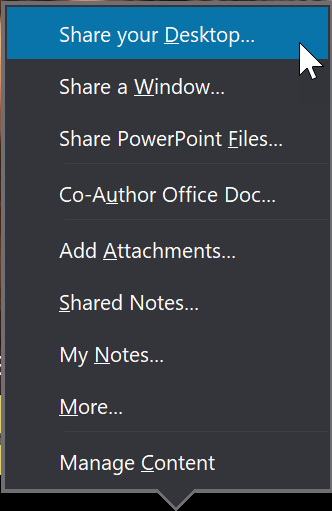 Share your Desktop...
Share a Window...
Share PowerPoint Files...
Co-Author Office Doc...
Add Attachments...
Shared Notes...
My Notes...
More...
Manage Content